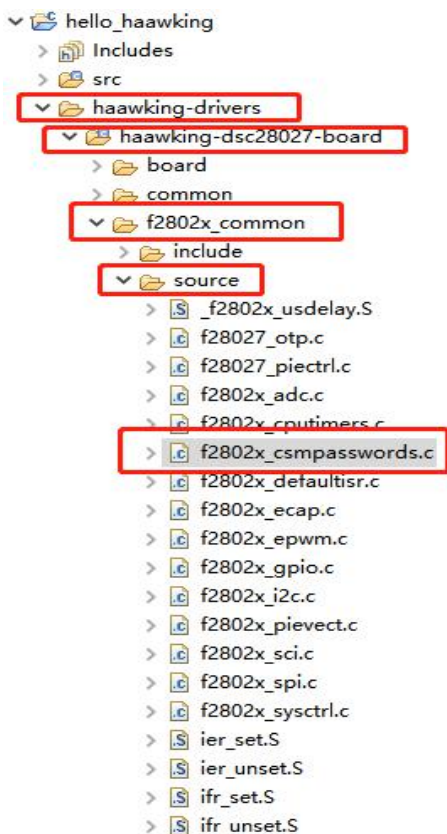 hello_haawking
Includes
src
haawking-drivers
haawking-dsc28027-board
board
common
f2802x_common
include
source
_f2802x_usdelay.S
f28027_otp.c
f28027_piectrl.c
f2802x_adc.c
f2802x_cputimers.c
f2802x_csmpasswords.c
f2802x_defaultisr.c
f2802x_ecap.c
f2802x_epwm.c
f2802x_gpio.c
f2802x_i2c.c
f2802x_pievect.c
f2802x_sci.c
f2802x_spi.c
f2802x_sysctrl.c
ier_set.S
ier_unset.S
ifr_set.S
ifr_unset.S